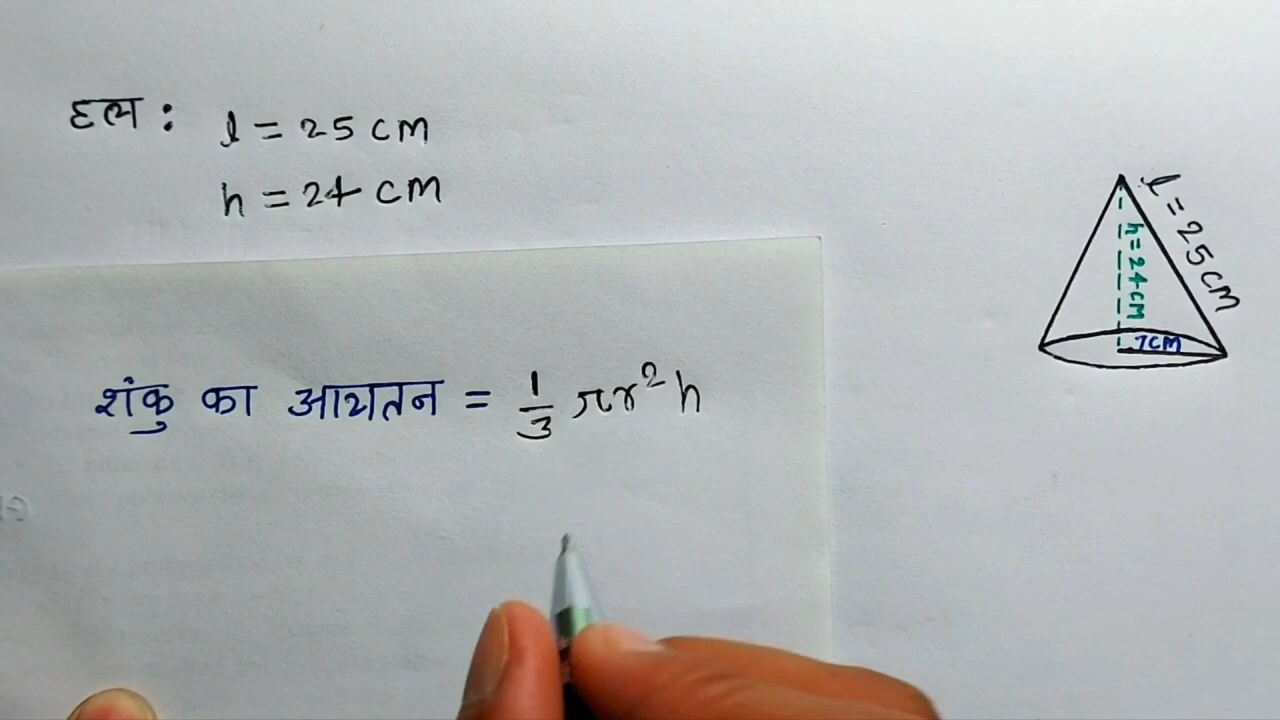 हल : l = 25 cm
h = 24 cm
शंकु का आयतन = 1/3 πr²h
l = 25 cm
h = 24 cm
7 cm